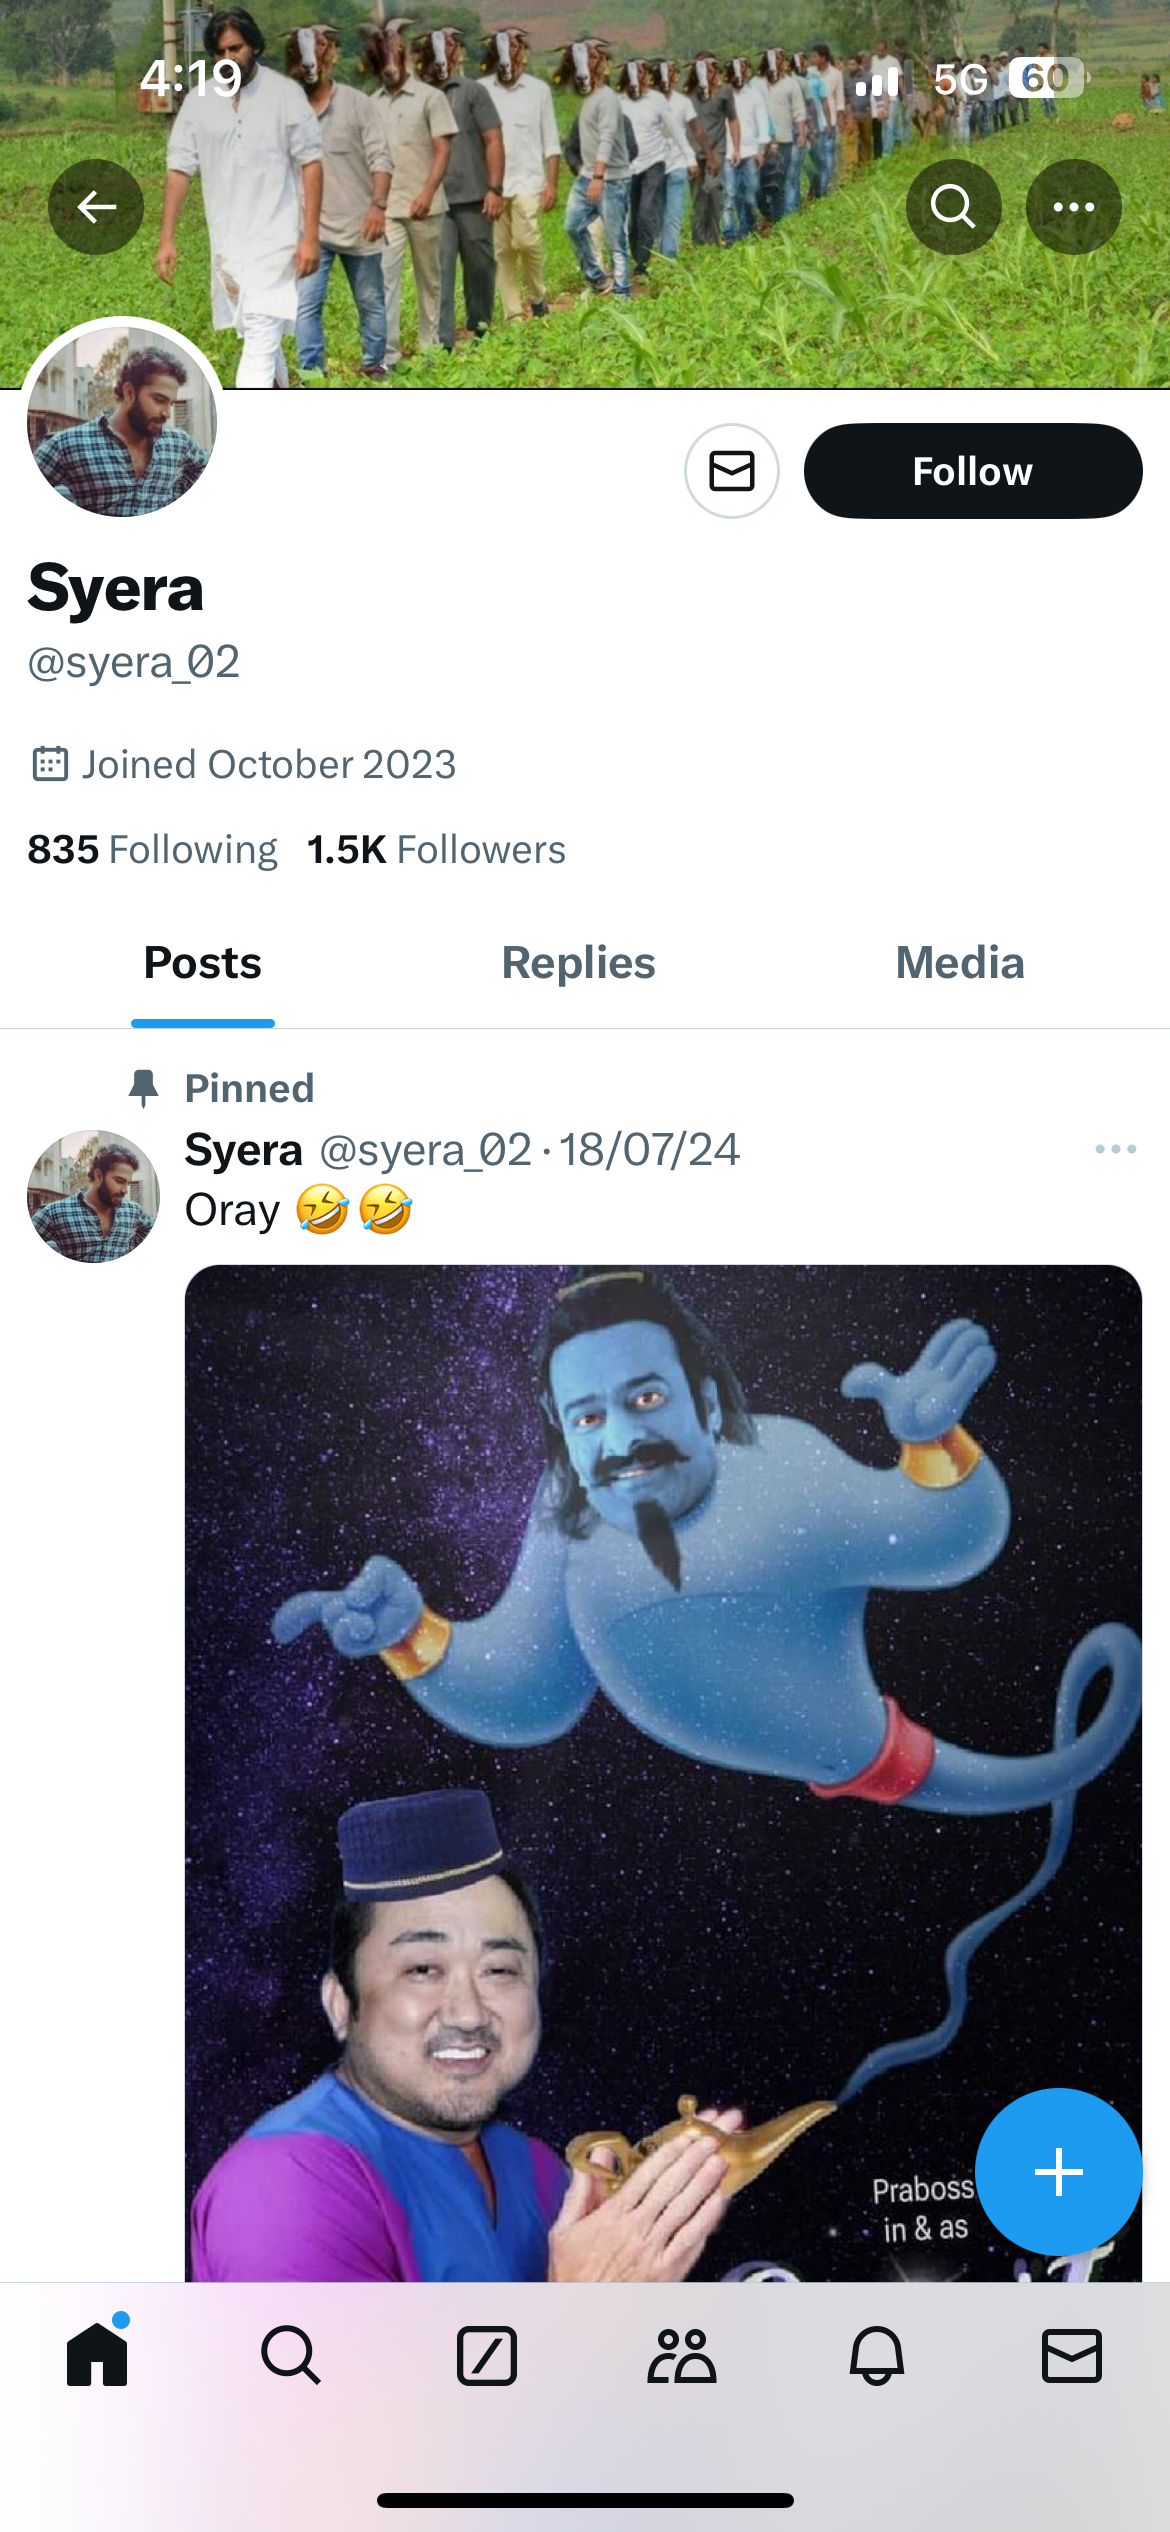 4:19
5G 60
Follow
Syera
@syera_02
Joined October 2023
835 Following 1.5K Followers
Posts Replies Media
Pinned
Syera @syera_02 · 18/07/24
Oray 🤣🤣
Praboss
in & as